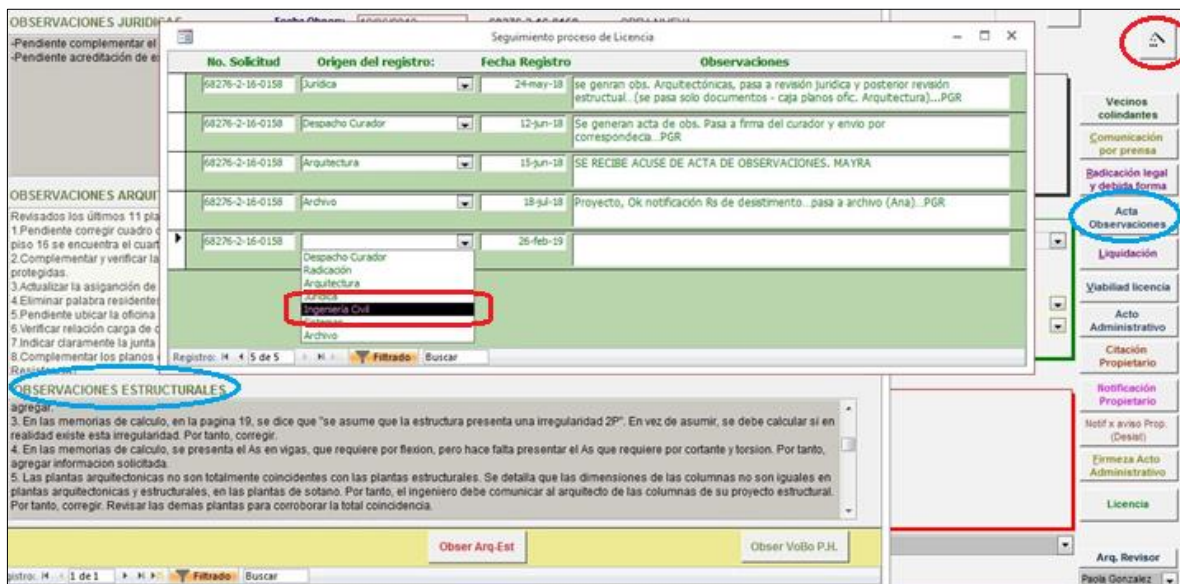 OBSERVACIONES JURIDICAS
-Pendiente complementar el
-Pendiente acreditación de
Seguimiento proceso de Licencia
No. Solicitud Origen del registro: Fecha Registro Observaciones
68276-2-16-0158 Jurídica 24-may-18 se genran obs. Arquitectónicas, pasa a revisión juridica y posterior revisión
estructual. (se pasa solo documentos - caja planos ofic. Arquitectura)...PGR
68276-2-16-0158 Despacho Curador 12-jun-18 Se generan acta de obs. Pasa a firma del curador y envio por
correspondecia...PGR
68276-2-16-0158 Arquitectura 15-jun-18 SE RECIBE ACUSE DE ACTA DE OBSERVACIONES. MAYRA
68276-2-16-0158 Archivo 18-jul-18 Proyecto, Ok notificación Rs de desistimento...pasa a archivo (Ana)...PGR
68276-2-16-0158 26-feb-19
Despacho Curador
Radicación
Arquitectura
Jurídica
Ingeniería Civil
Archivo
Registro: 5 de 5 Filtrado Buscar
OBSERVACIONES ARQUIT
Revisados los últimos 11 pla
1.Pendiente corregir cuadro
piso 16 se encuentra el cuart
2.Complementar y verificar la
protegidas.
3.Actualizar la asiganción de
4.Eliminar palabra residentes
5.Pendiente ubicar la oficina
6.Verificar relación carga de
7.Indicar claramente la junta
8.Complementar los planos
OBSERVACIONES ESTRUCTURALES
agregar.
3. En las memorias de calculo, en la pagina 19, se dice que "se asume que la estructura presenta una irregularidad 2P". En vez de asumir, se debe calcular si en
realidad existe esta irregularidad. Por tanto, corregir.
4. En las memorias de calculo, se presenta el As en vigas, que requiere por flexion, pero hace falta presentar el As que requiere por cortante y torsion. Por tanto,
agregar informacion solicitada.
5. Las plantas arquitectonicas no son totalmente coincidentes con las plantas estructurales. Se detalla que las dimensiones de las columnas no son iguales en
plantas arquitectonicas y estructurales, en las plantas de sotano. Por tanto, el ingeniero debe comunicar al arquitecto de las columnas de su proyecto estructural.
Por tanto, corregir. Revisar las demas plantas para corroborar la total coincidencia.
Obser Arq-Est Obser VoBo P.H.
1 de 1 Filtrado Buscar
Vecinos
colindantes
Comunicación
por prensa
Radicación legal
y debida forma
Acta
Observaciones
Liquidación
Viabiliad licencia
Acto
Administrativo
Citación
Propietario
Notificación
Propietario
Notif x aviso Prop.
(Desist)
Firmeza Acto
Administrativo
Licencia
Arq. Revisor
Paola Gonzalez